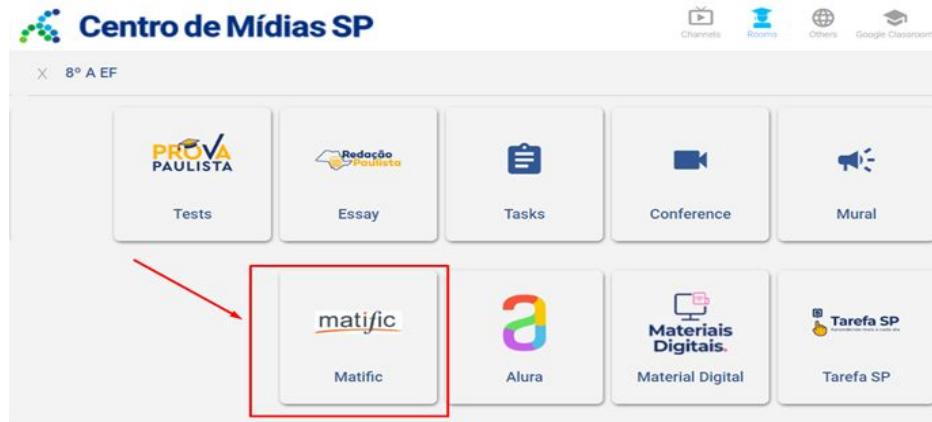 Centro de Mídias SP
Channels Rooms Others Google Classroom
X 8º A EF
PROVA
PAULISTA
Tests
Redação
Paulista
Essay
Tasks
Conference
Mural
matific
Matific
a
Alura
Materiais
Digitais.
Material Digital
Tarefa SP
Tarefa SP